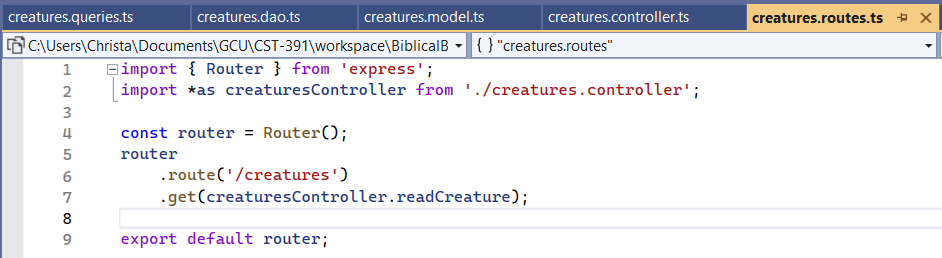 creatures.queries.ts creatures.dao.ts creatures.model.ts creatures.controller.ts creatures.routes.ts
C:\Users\Christa\Documents\GCU\CST-391\workspace\BiblicalB { } "creatures.routes"
1 import { Router } from 'express';
2 import *as creaturesController from './creatures.controller';
3
4 const router = Router();
5 router
6 .route('/creatures')
7 .get(creaturesController.readCreature);
8
9 export default router;